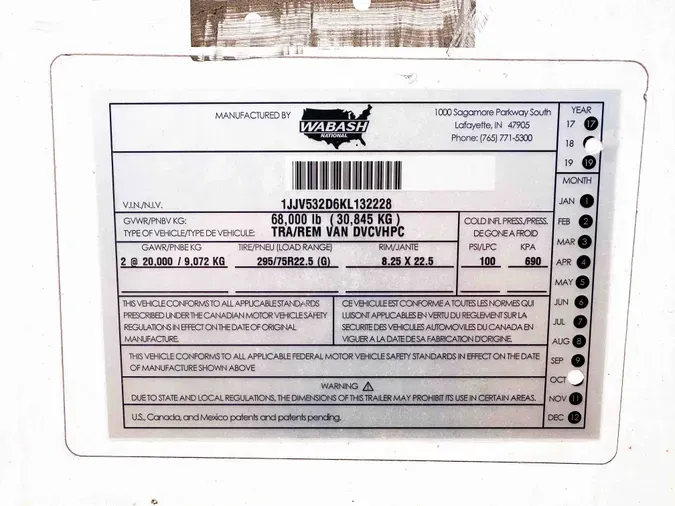 MANUFACTURED BY
WABASH
NATIONAL
1000 Sagamore Parkway South
Lafayette, IN 47905
Phone: (765) 771-5300
YEAR
17 17
18
19 19
V.I.N./N.I.V. 1JJV532D6KL132228
GVWR/PNBV KG: 68,000 lb ( 30,845 KG )
TYPE OF VEHICLE/TYPE DE VEHICULE: TRA/REM VAN DVCVHPC
COLD INFL. PRESS./PRESS.
DE GONE A FROID
GAWR/PNBE KG TIRE/PNEU (LOAD RANGE) RIM/JANTE PSI/LPC KPA
2 @ 20,000 / 9,072 KG 295/75R22.5 (G) 8.25 X 22.5 100 690
MONTH
JAN 1
FEB 2
MAR 3
APR 4
MAY 5
JUN 6
JUL 7
AUG 8
SEP 9
OCT
NOV 11
DEC 12
THIS VEHICLE CONFORMS TO ALL APPLICABLE STANDARDS
PRESCRIBED UNDER THE CANADIAN MOTOR VEHICLE SAFETY
REGULATIONS IN EFFECT ON THE DATE OF ORIGINAL
MANUFACTURE.
CE VEHICULE EST CONFORME A TOUTES LES NORMES QUI
LUI SONT APPLICABLES EN VERTU DU REGLEMENT SUR LA
SECURITE DES VEHICULES AUTOMOVILES DU CANADA EN
VIGUER A LA DATE DE SA FABRICATION D'ORIGINE.
THIS VEHICLE CONFORMS TO ALL APPLICABLE FEDERAL MOTOR VEHICLE SAFETY STANDARDS IN EFFECT ON THE DATE
OF MANUFACTURE SHOWN ABOVE
WARNING ⚠
DUE TO STATE AND LOCAL REGULATIONS, THE DIMENSIONS OF THIS TRAILER MAY PROHIBIT ITS USE IN CERTAIN AREAS.
U.S., Canada, and Mexico patents and patents pending.